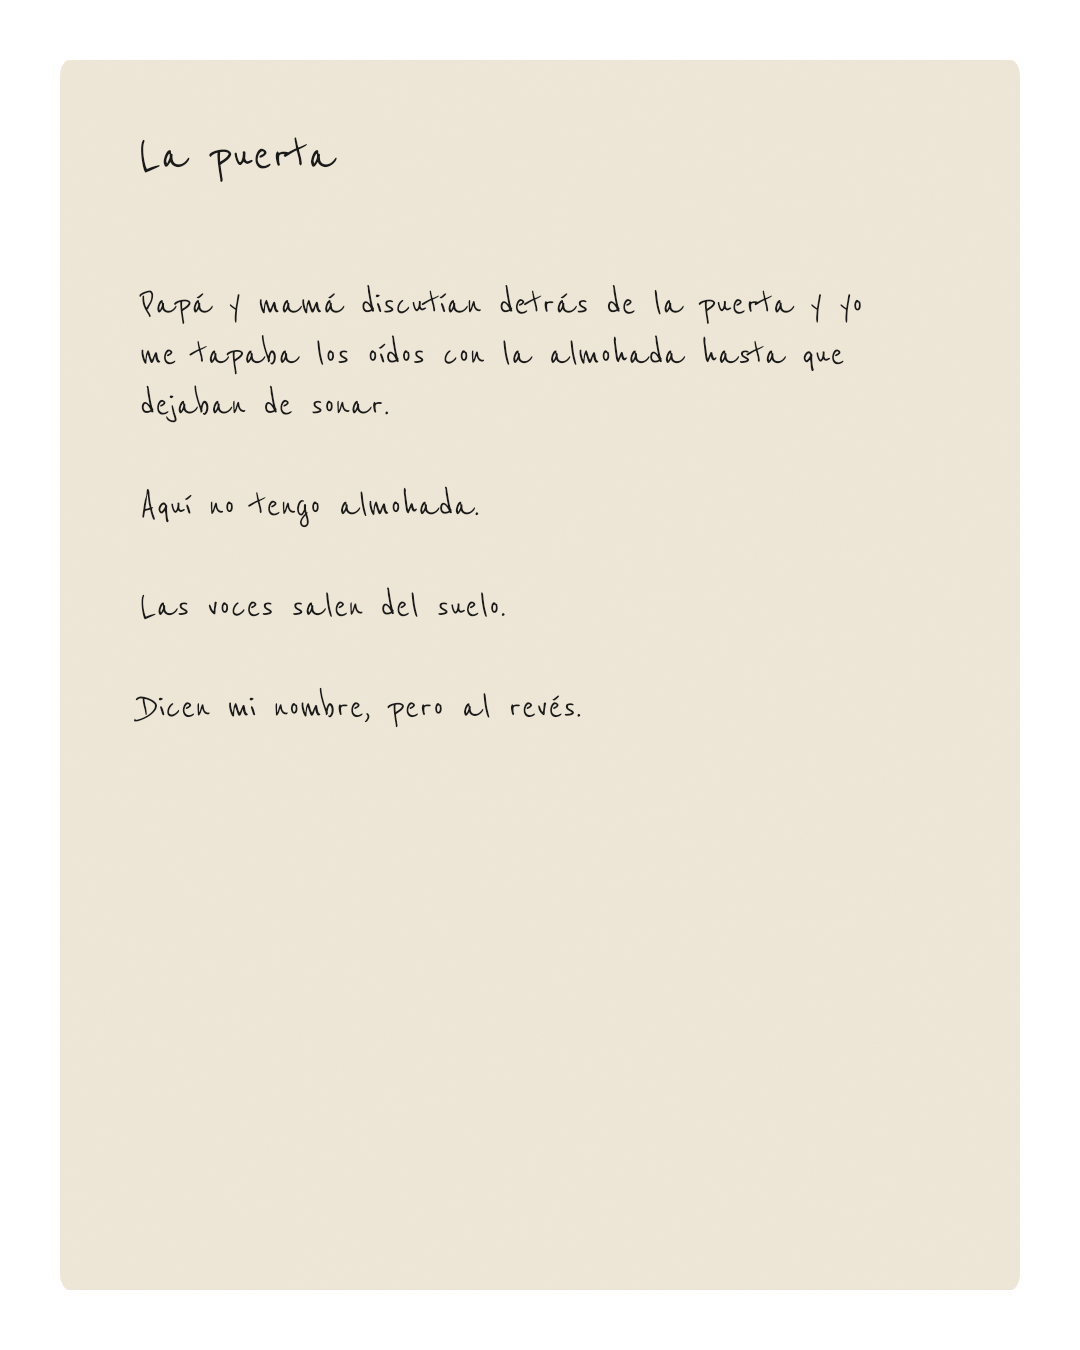 La puerta
Papá y mamá discutían detrás de la puerta y yo
me tapaba los oídos con la almohada hasta que
dejaban de sonar.
Aquí no tengo almohada.
Las voces salen del suelo.
Dicen mi nombre, pero al revés.